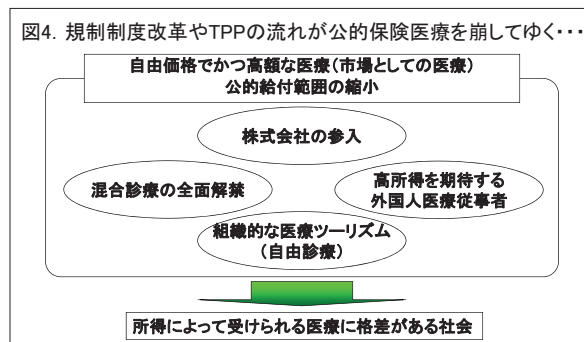 図4. 規制制度改革やTPPの流れが公的保険医療を崩してゆく・・・
自由価格でかつ高額な医療（市場としての医療）
公的給付範囲の縮小
株式会社の参入
混合診療の全面解禁
高所得を期待する
外国人医療従事者
組織的な医療ツーリズム
（自由診療）
所得によって受けられる医療に格差がある社会